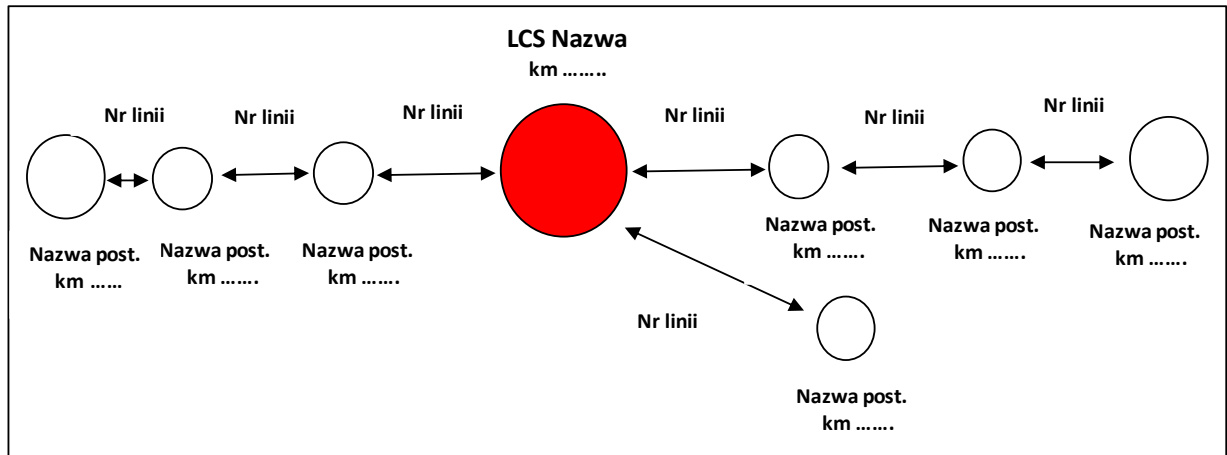 LCS Nazwa
km ……..
Nr linii
Nr linii
Nr linii
Nr linii
Nr linii
Nr linii
Nazwa post.
km ……
Nazwa post.
km …….
Nazwa post.
km …….
Nazwa post.
km …….
Nazwa post.
km …….
Nazwa post.
km …….
Nr linii
Nazwa post.
km …….